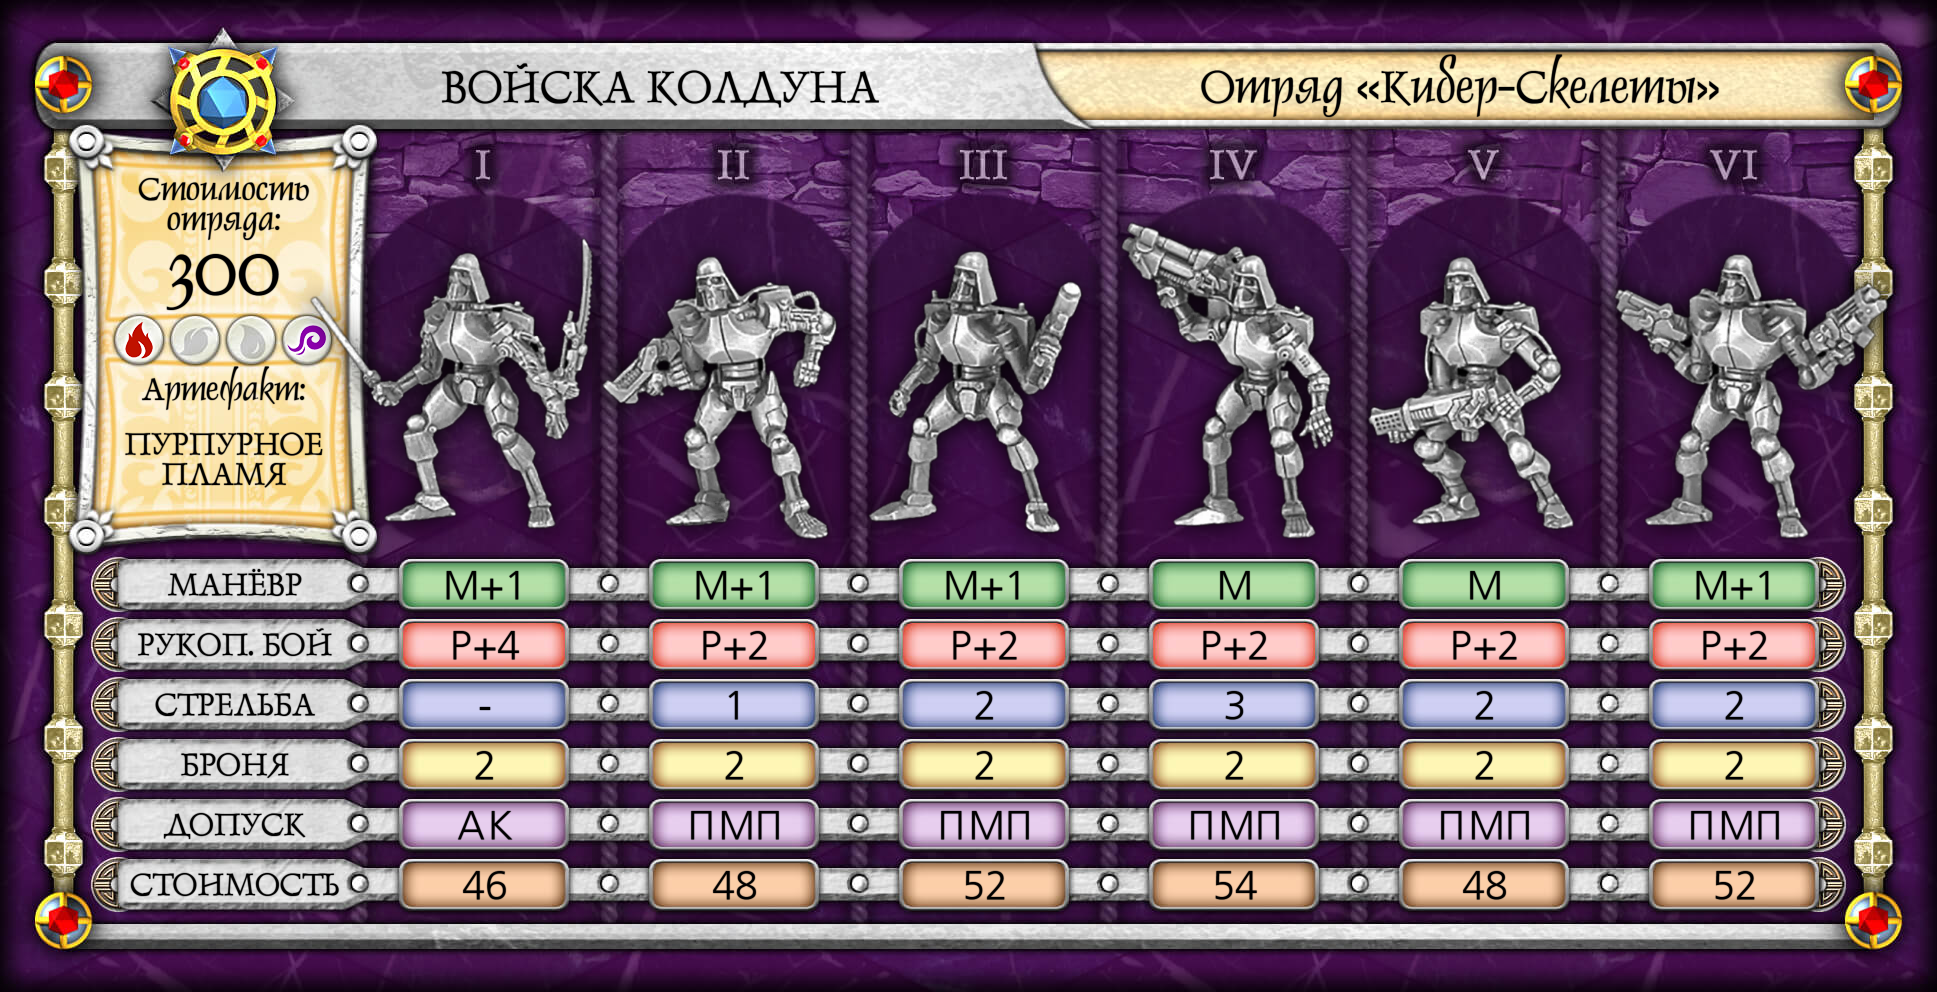 ВОЙСКА КОЛДУНА
Отряд «Кибер-Скелеты»
Стоимость
отряда:
300
Артефакт:
ПУРПУРНОЕ
ПЛАМЯ
I II III IV V VI
МАНЁВР М+1 М+1 М+1 М М М+1
РУКОП. БОЙ Р+4 Р+2 Р+2 Р+2 Р+2 Р+2
СТРЕЛЬБА - 1 2 3 2 2
БРОНЯ 2 2 2 2 2 2
ДОПУСК АК ПМП ПМП ПМП ПМП ПМП
СТОИМОСТЬ 46 48 52 54 48 52